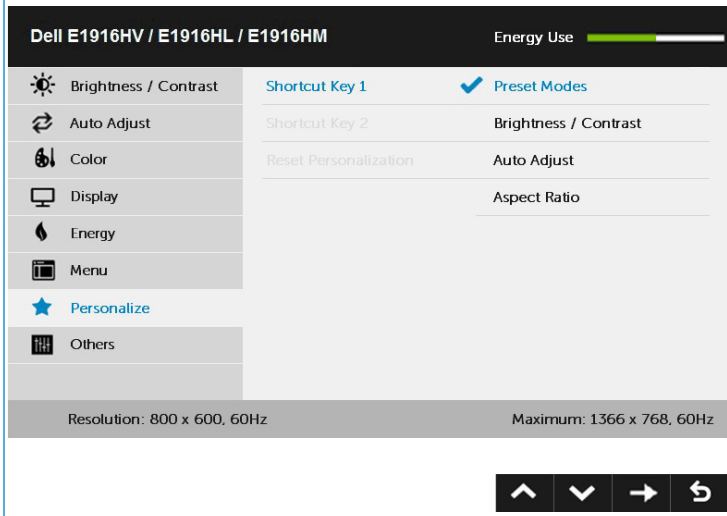 Dell E1916HV / E1916HL / E1916HM Energy Use
Brightness / Contrast Shortcut Key 1 Preset Modes
Auto Adjust Shortcut Key 2 Brightness / Contrast
Color Reset Personalization Auto Adjust
Display Aspect Ratio
Energy
Menu
Personalize
Others
Resolution: 800 x 600, 60Hz Maximum: 1366 x 768, 60Hz